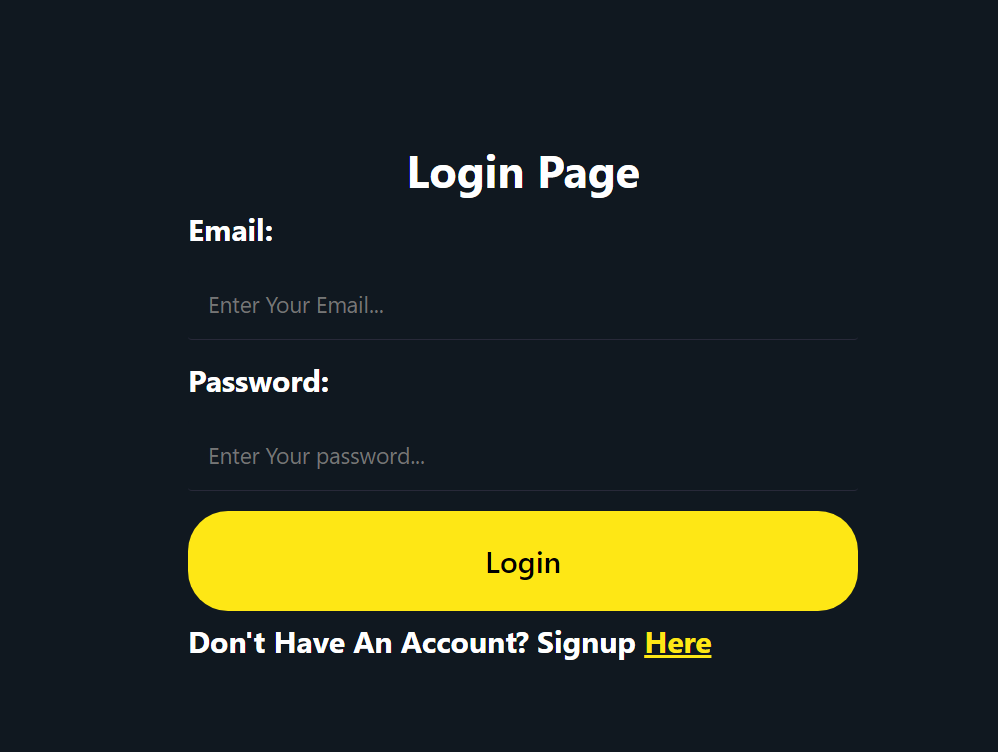 Login Page
Email:
Enter Your Email...
Password:
Enter Your password...
Login
Don't Have An Account? Signup Here